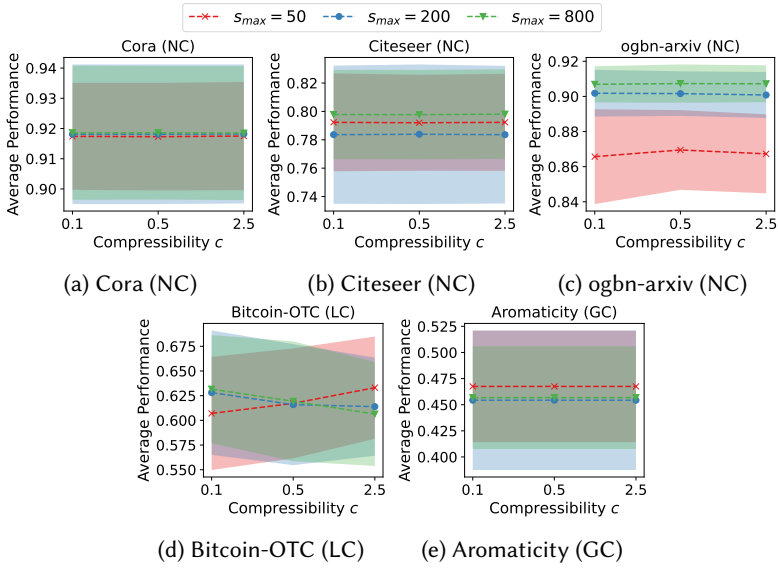 s_max = 50 s_max = 200 s_max = 800
Cora (NC)
Average Performance
0.94
0.93
0.92
0.91
0.90
0.1 0.5 2.5
Compressibility c
(a) Cora (NC)
Citeseer (NC)
Average Performance
0.82
0.80
0.78
0.76
0.74
0.1 0.5 2.5
Compressibility c
(b) Citeseer (NC)
ogbn-arxiv (NC)
Average Performance
0.92
0.90
0.88
0.86
0.84
0.1 0.5 2.5
Compressibility c
(c) ogbn-arxiv (NC)
Bitcoin-OTC (LC)
Average Performance
0.675
0.650
0.625
0.600
0.575
0.550
0.1 0.5 2.5
Compressibility c
(d) Bitcoin-OTC (LC)
Aromaticity (GC)
Average Performance
0.525
0.500
0.475
0.450
0.425
0.400
0.1 0.5 2.5
Compressibility c
(e) Aromaticity (GC)